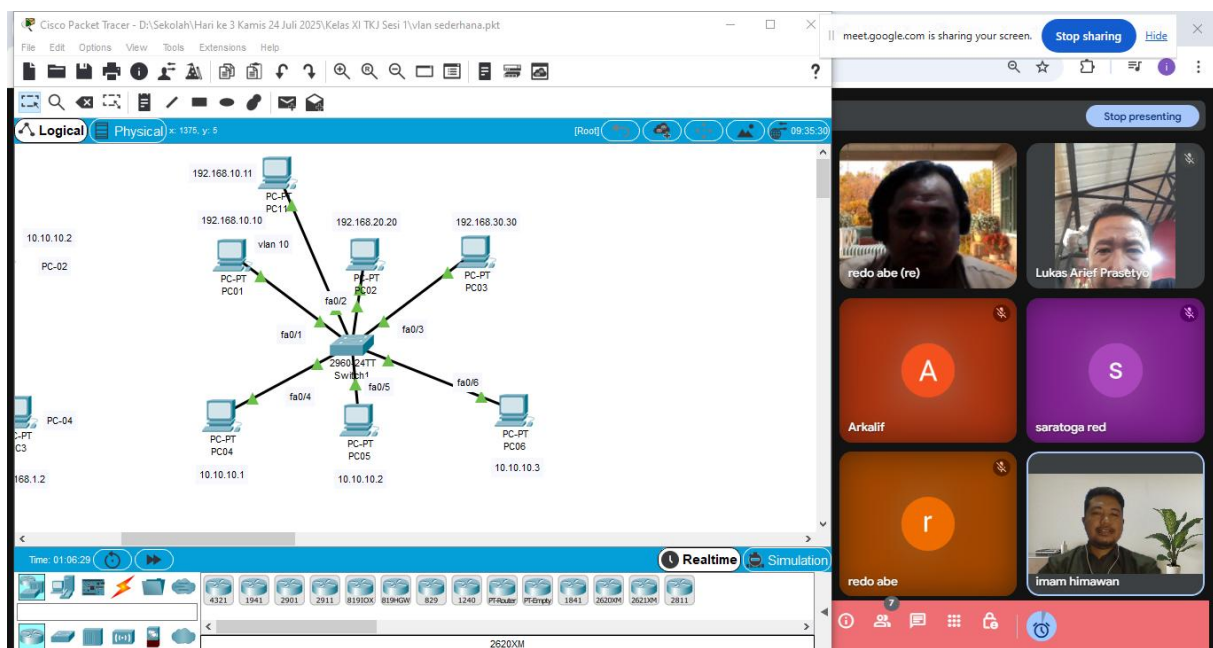 Cisco Packet Tracer - D:\Sekolah\Hari ke 3 Kamis 24 Juli 2025\Kelas XI TKJ Sesi 1\vlan sederhana.pkt
File Edit Options View Tools Extensions Help
?
Logical
Physical
x: 1375, y: 5
[Root]
09:35:30
192.168.10.11
PC-PT
PC11
192.168.10.10
192.168.20.20
192.168.30.30
10.10.10.2
PC-02
vlan 10
PC-PT
PC01
PC-PT
PC02
PC-PT
PC03
fa0/2
fa0/1
fa0/3
2960-24TT
Switch1
fa0/4
fa0/5
fa0/6
PC-04
C-PT
C3
168.1.2
PC-PT
PC04
PC-PT
PC05
PC-PT
PC06
10.10.10.1
10.10.10.2
10.10.10.3
Time: 01:06:29
Realtime
Simulation
4321 1941 2901 2911 819IOX 819HGW 829 1240 PT-Router PT-Empty 1841 2620XM 2621XM 2811
2620XM
meet.google.com is sharing your screen.
Stop sharing
Hide
i
Stop presenting
redo abe (re)
Lukas Arief Prasetyo
A
Arkalif
s
saratoga red
r
redo abe
imam himawan
7